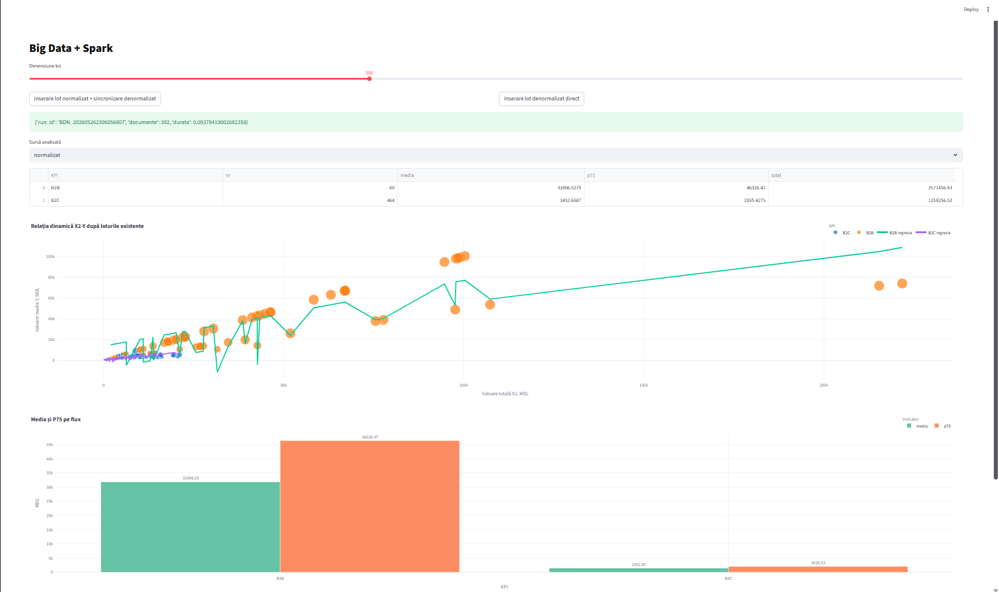 Deploy
Big Data + Spark
Dimensiune lot
500
Inserare lot normalizat + sincronizare denormalizat
Inserare lot denormalizat direct
{'run_id': 'BDN_202605262306056807', 'documente': 392, 'durata': 0.09378410002682358}
Sursă analizată
normalizat
KPI nr media p75 total
0 B2B 60 31806.5275 46326.47 2577456.93
1 B2C 464 1452.6687 2035.4275 1258256.52
Relația dinamică X2-Y după loturile existente
KPI
B2C B2B B2B regresie B2C regresie
100k
80k
60k
40k
20k
0
Valoare medie Y, MDL
0 50k 100k 150k 200k
Valoare totală X2, MDL
Media și P75 pe flux
Indicator
media p75
45k
40k
35k
30k
25k
20k
15k
10k
5k
0
MDL
46326.47
31806.53
1452.67
2035.43
B2B B2C
KPI